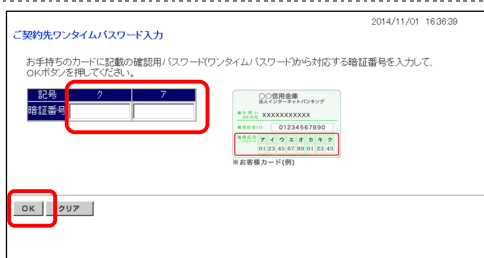 2014/11/01 16:36:39
ご契約先ワンタイムパスワード入力
お手持ちのカードに記載の確認用パスワード(ワンタイムパスワード)から対応する暗証番号を入力して、
OKボタンを押してください。
記号 ク ア
暗証番号
〇〇信用金庫
法人インターネットバンキング
XXXXXXXXXXX
01234567890
ア イ ウ エ オ カ キ ク
01 23 45 67 89 01 23 45
※お客様カード(例)
OK クリア